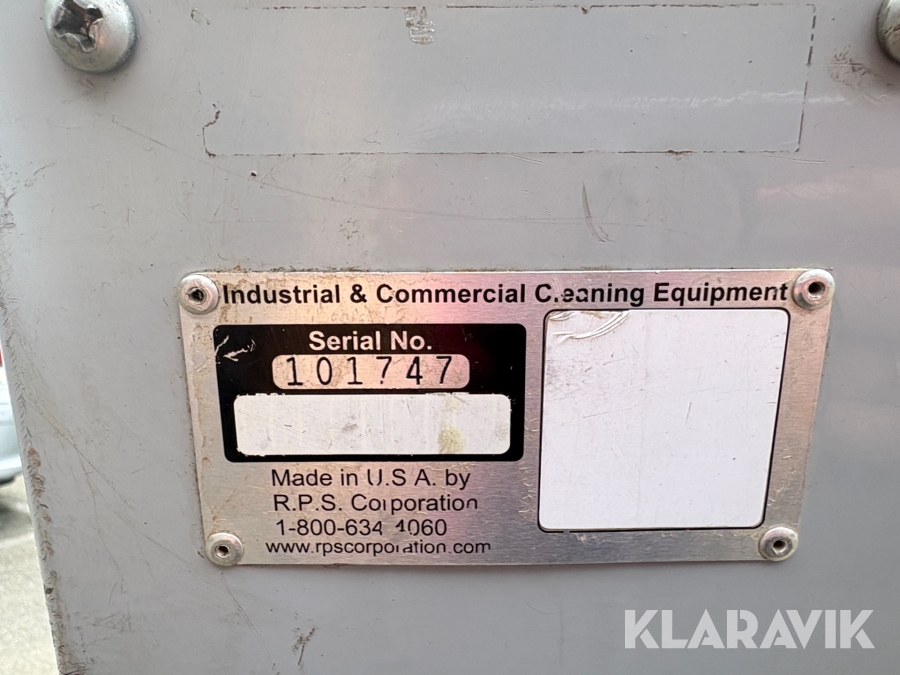 Industrial & Commercial Cleaning Equipment
Serial No.
101747
Made in U.S.A. by
R.P.S. Corporation
1-800-634-4060
www.rpscorporation.com
KLARAVIK